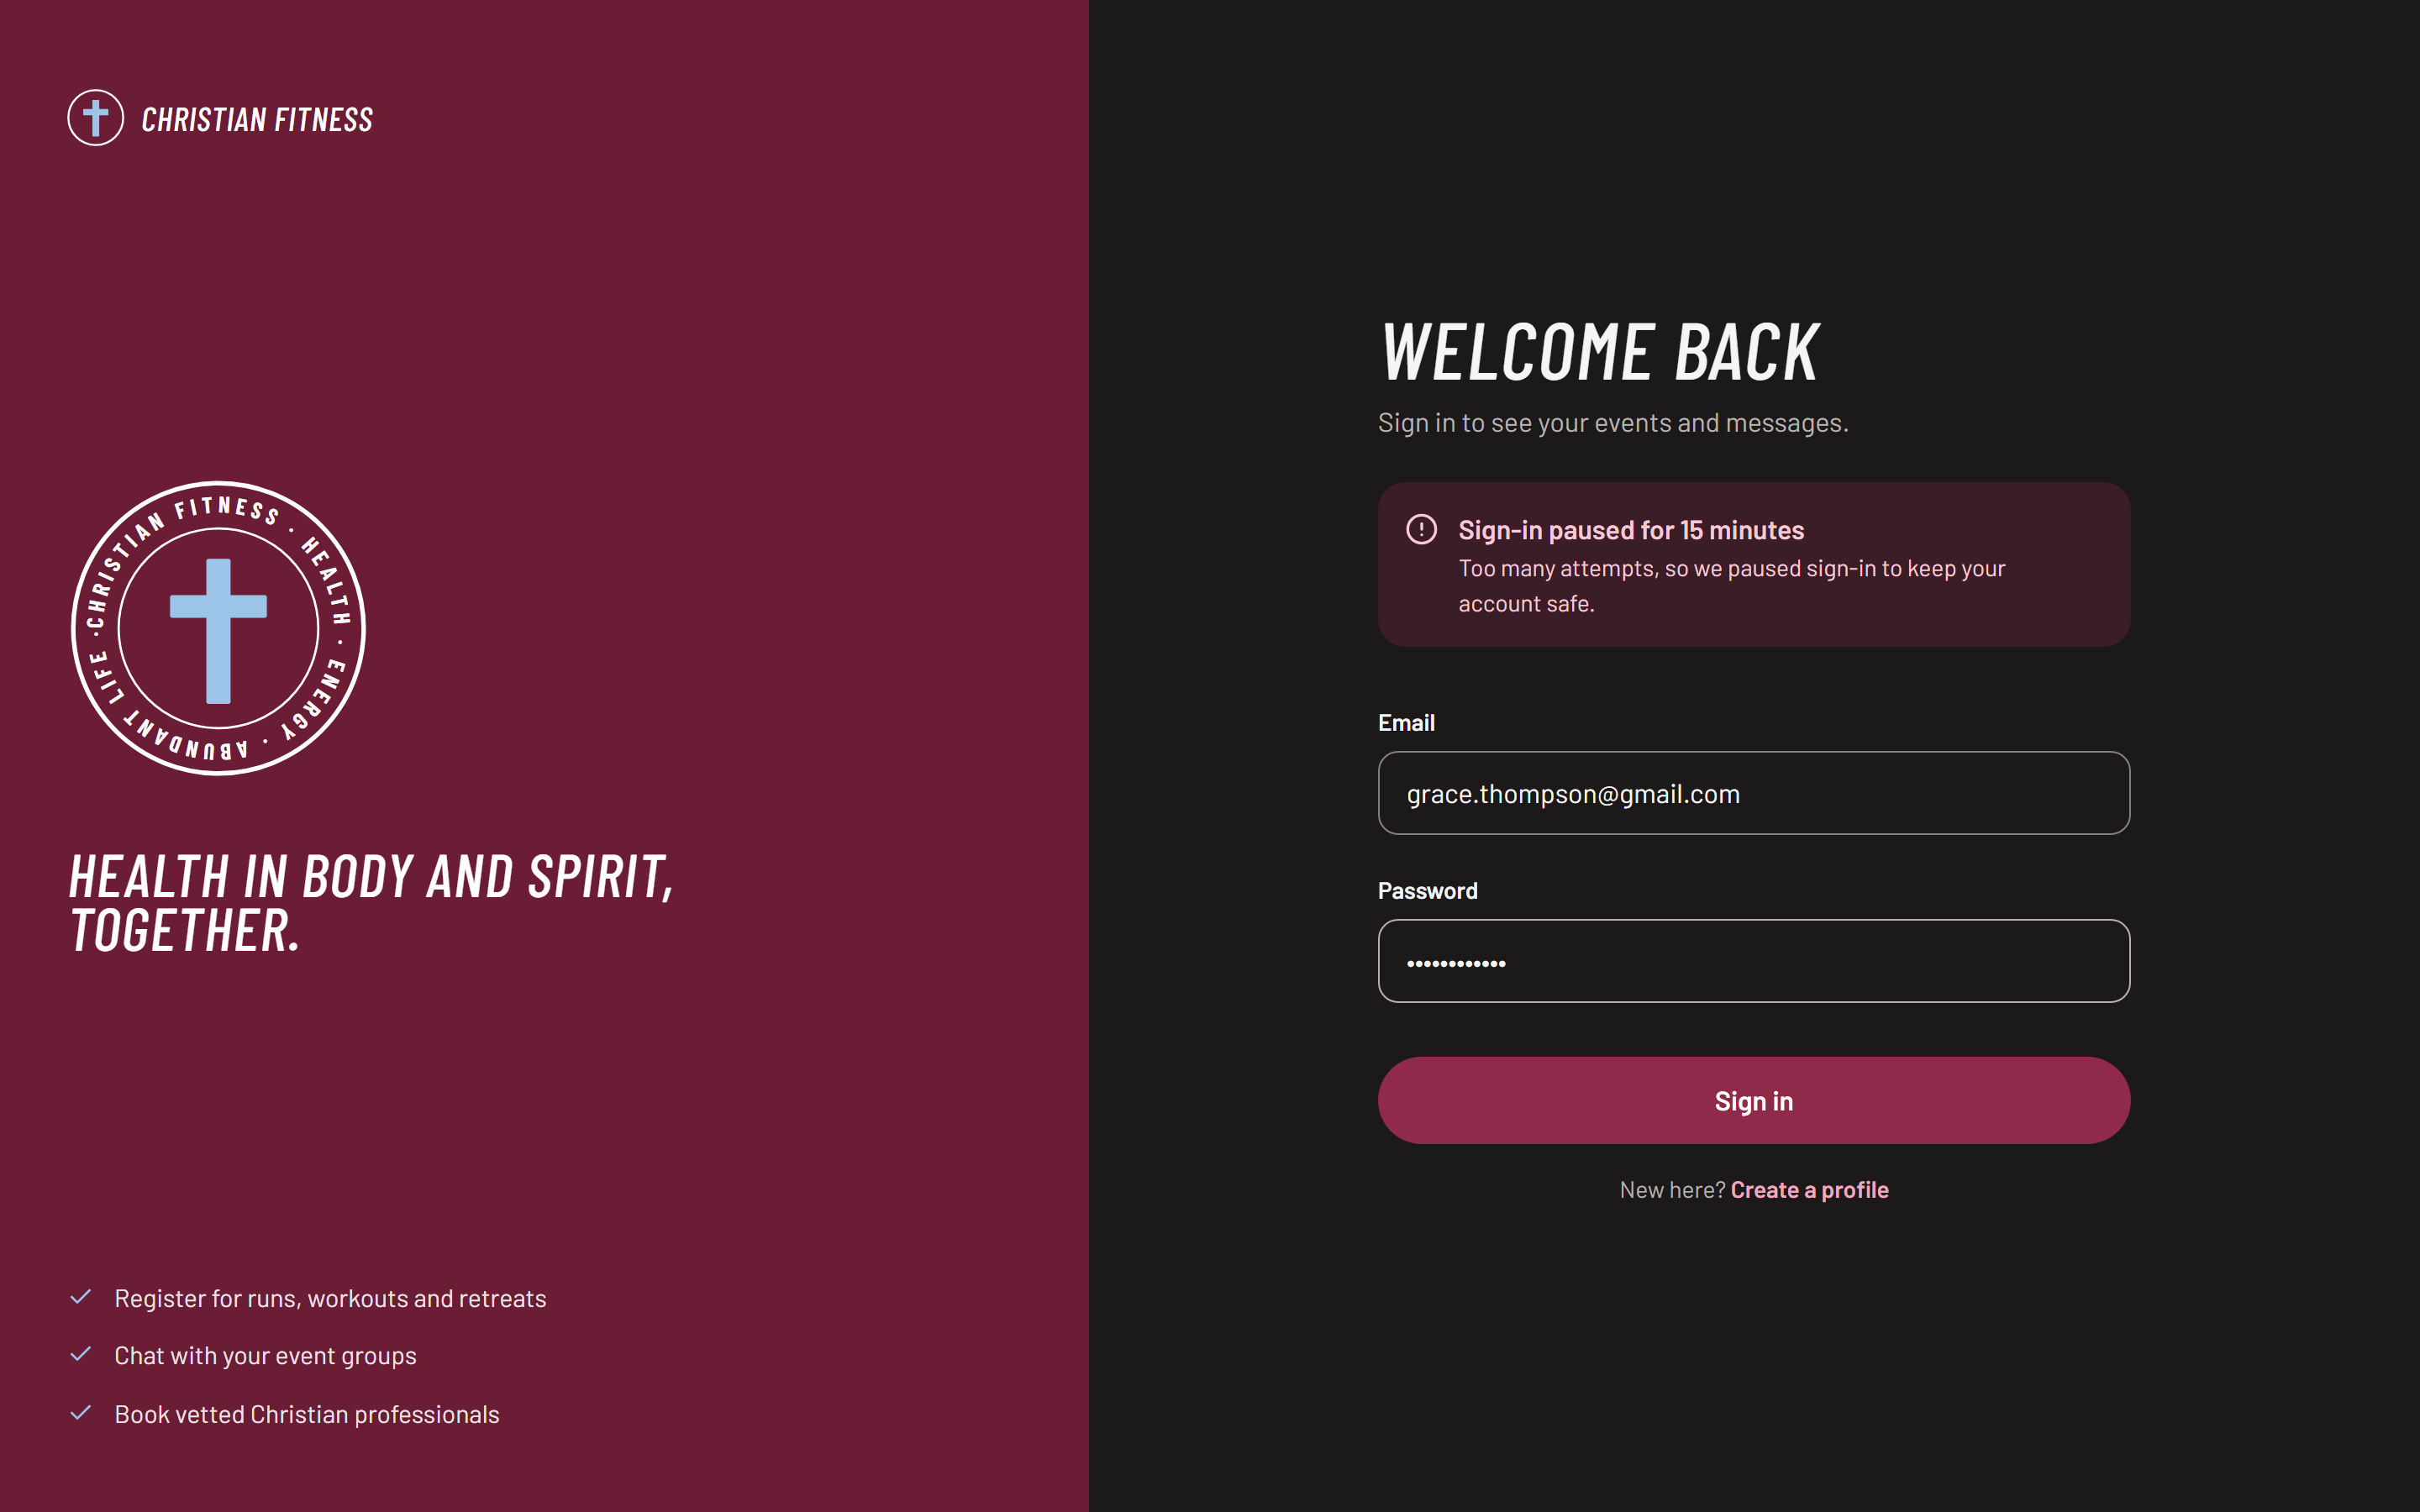 CHRISTIAN FITNESS
CHRISTIAN FITNESS · HEALTH · ENERGY · ABUNDANT LIFE ·
HEALTH IN BODY AND SPIRIT,
TOGETHER.
Register for runs, workouts and retreats
Chat with your event groups
Book vetted Christian professionals
WELCOME BACK
Sign in to see your events and messages.
Sign-in paused for 15 minutes
Too many attempts, so we paused sign-in to keep your
account safe.
Email
grace.thompson@gmail.com
Password
••••••••••••
Sign in
New here? Create a profile